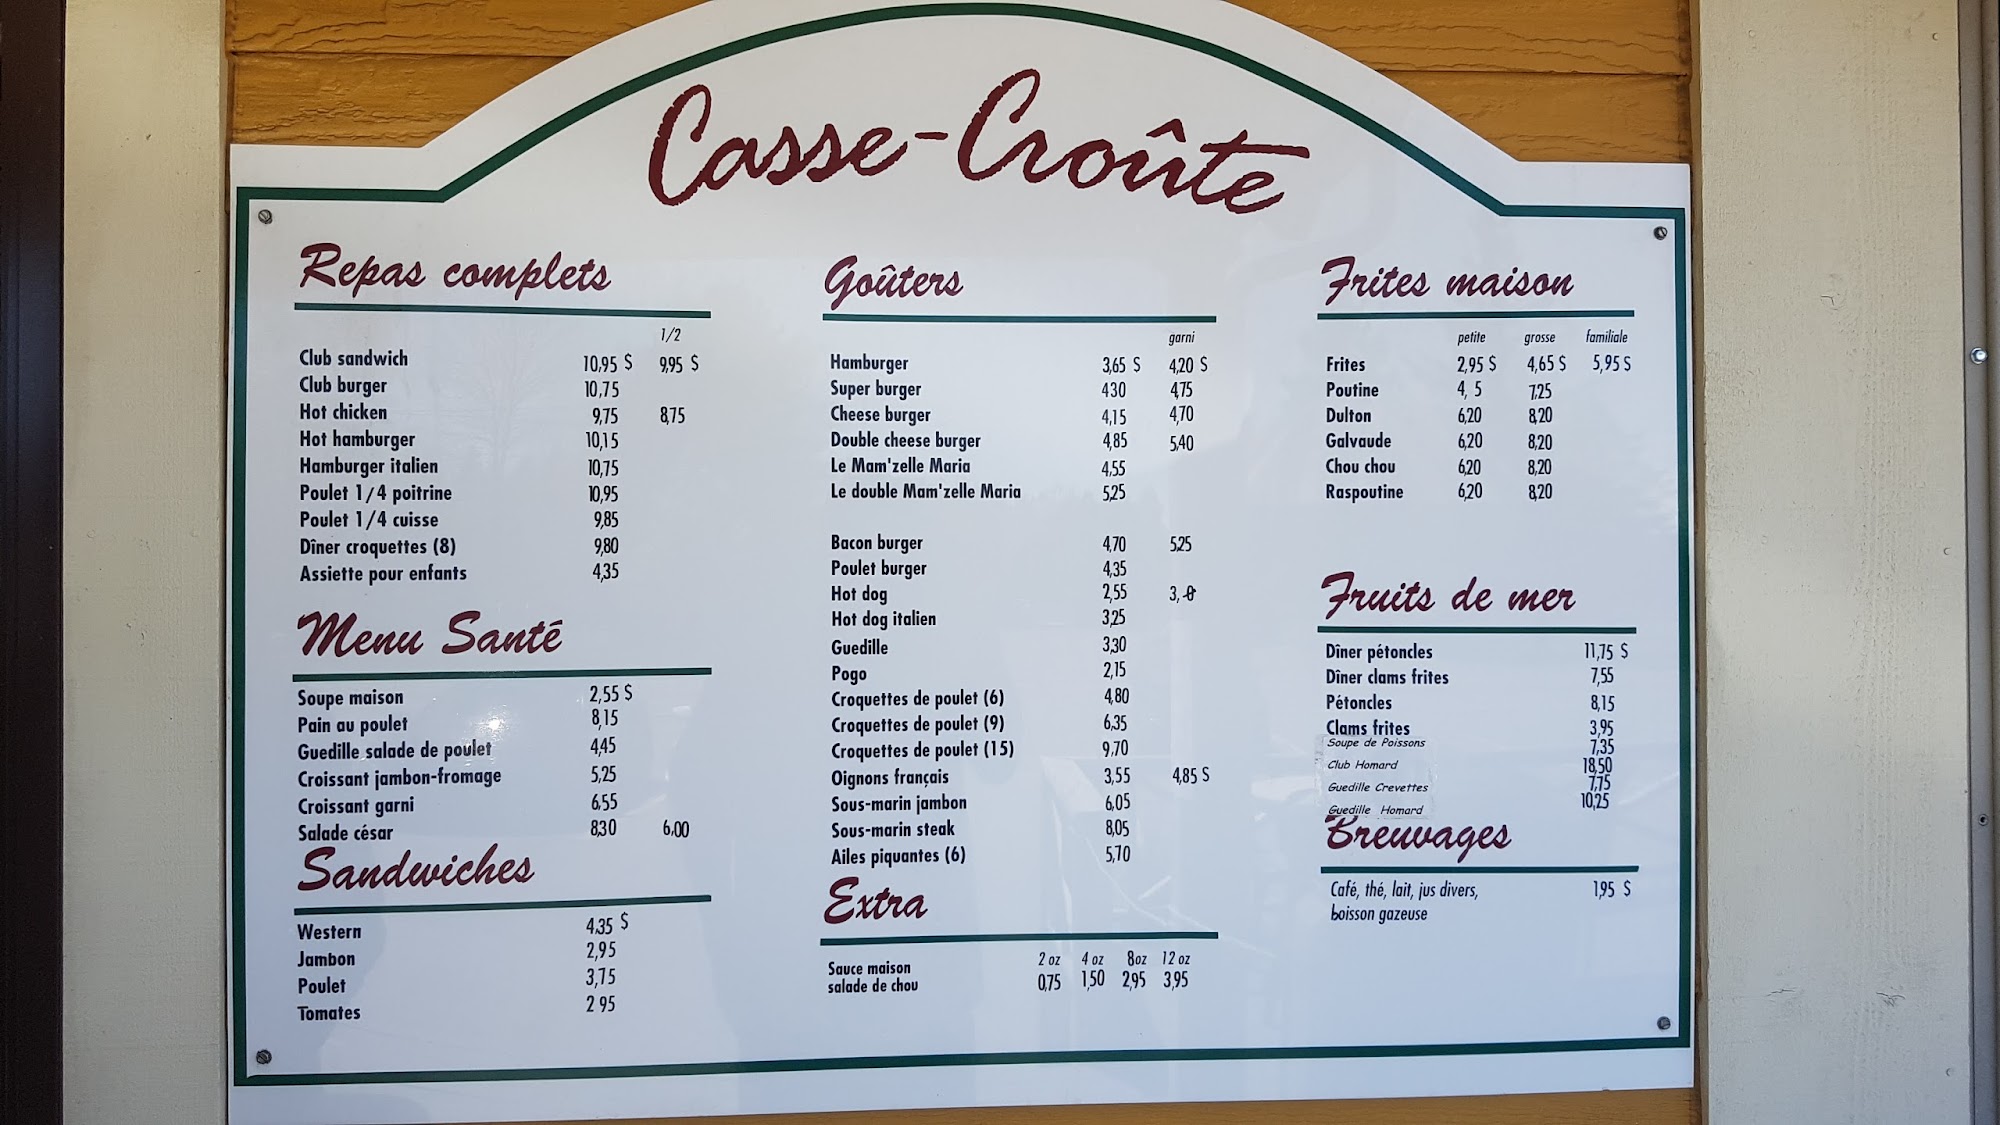 Casse-Croûte
Repas complets
1/2
Club sandwich 10,95 $ 9,95 $
Club burger 10,75
Hot chicken 9,75 8,75
Hot hamburger 10,15
Hamburger italien 10,75
Poulet 1/4 poitrine 10,95
Poulet 1/4 cuisse 9,85
Dîner croquettes (8) 9,80
Assiette pour enfants 4,35
Menu Santé
Soupe maison 2,55 $
Pain au poulet 8,15
Guedille salade de poulet 4,45
Croissant jambon-fromage 5,25
Croissant garni 6,55
Salade césar 8,30 6,00
Sandwiches
Western 4,35 $
Jambon 2,95
Poulet 3,75
Tomates 2 95
Goûters
garni
Hamburger 3,65 $ 4,20 $
Super burger 430 4,75
Cheese burger 4,15 4,70
Double cheese burger 4,85 5,40
Le Mam'zelle Maria 4,55
Le double Mam'zelle Maria 5,25
Bacon burger 4,70 5,25
Poulet burger 4,35
Hot dog 2,55 3,
Hot dog italien 3,25
Guedille 3,30
Pogo 2,15
Croquettes de poulet (6) 4,80
Croquettes de poulet (9) 6,35
Croquettes de poulet (15) 9,70
Oignons français 3,55 4,85 $
Sous-marin jambon 6,05
Sous-marin steak 8,05
Ailes piquantes (6) 5,70
Extra
2 oz 4 oz 8oz 12 oz
Sauce maison 0,75 1,50 2,95 3,95
salade de chou
Frites maison
petite grosse familiale
Frites 2,95 $ 4,65 $ 5,95 $
Poutine 4, 5 7,25
Dulton 6,20 8,20
Galvaude 6,20 8,20
Chou chou 6,20 8,20
Raspoutine 6,20 8,20
Fruits de mer
Dîner pétoncles 11,75 $
Dîner clams frites 7,55
Pétoncles 8,15
Clams frites 3,95
Soupe de Poissons 7,35
Club Homard 18,50
Guedille Crevettes 7,75
Guedille Homard 10,25
Breuvages
Café, thé, lait, jus divers, 1,95 $
boisson gazeuse